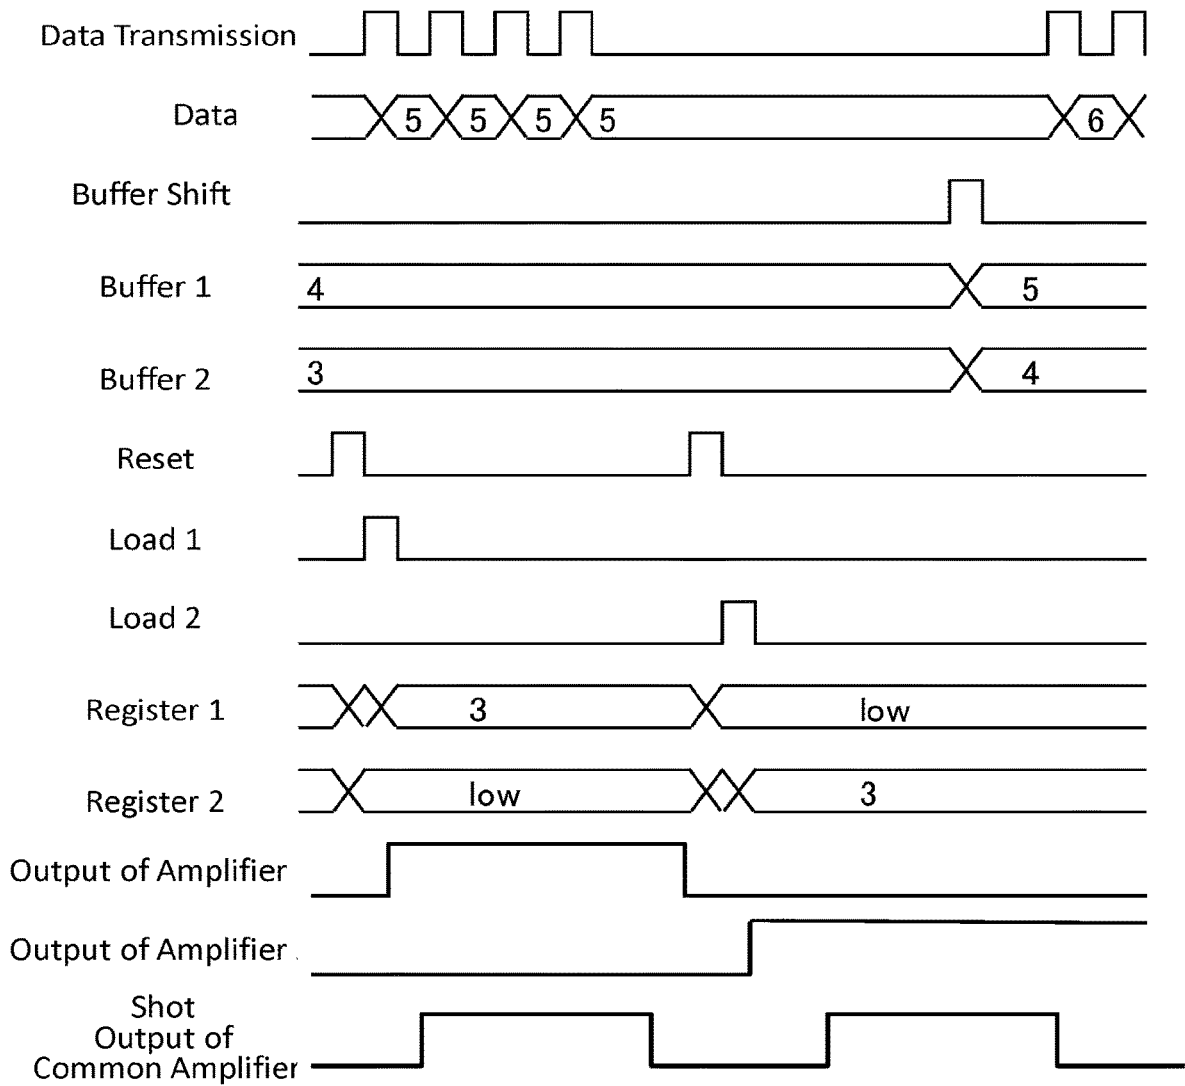 Data Transmission
Data 5 5 5 5 6
Buffer Shift
Buffer 1 4 5
Buffer 2 3 4
Reset
Load 1
Load 2
Register 1 3 low
Register 2 low 3
Output of Amplifier
Output of Amplifier
Shot
Output of
Common Amplifier